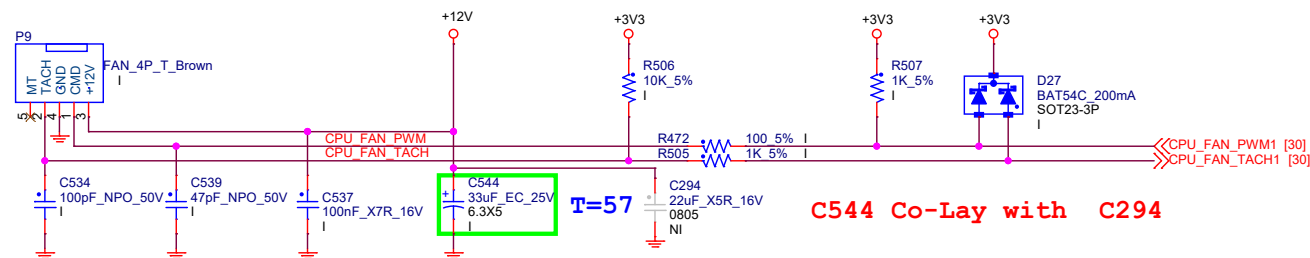 +12V
+3V3
+3V3
+3V3
P9
FAN_4P_T_Brown
I
MT
TACH
GND
CMD
+12V
5
2
4
1
3
R506
10K_5%
I
R507
1K_5%
I
D27
BAT54C_200mA
SOT23-3P
I
CPU_FAN_PWM
R472
100_5%
I
CPU_FAN_PWM1 [30]
CPU_FAN_TACH
R505
1K_5%
I
CPU_FAN_TACH1 [30]
C534
100pF_NPO_50V
I
C539
47pF_NPO_50V
I
C537
100nF_X7R_16V
I
+
C544
33uF_EC_25V
6.3X5
I
T=57
C294
22uF_X5R_16V
0805
NI
C544 Co-Lay with C294